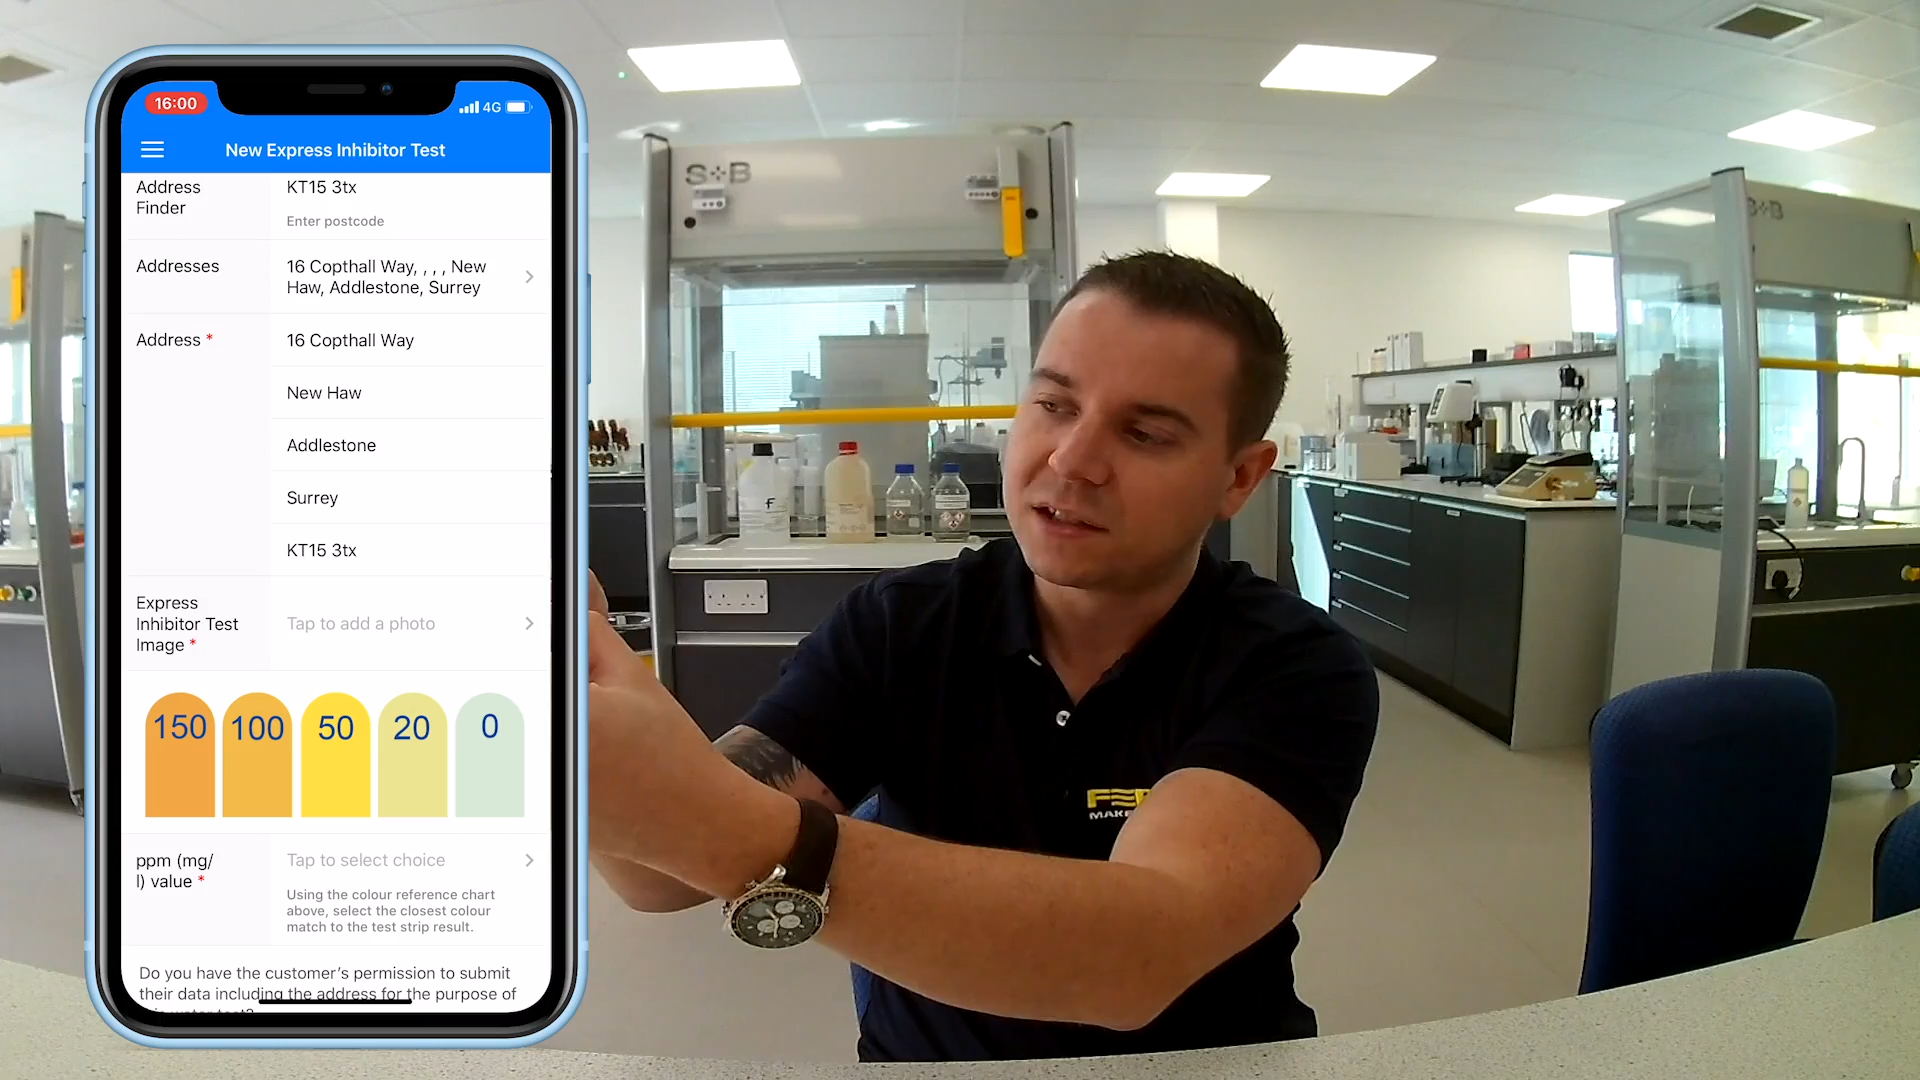 16:00
4G
New Express Inhibitor Test
Address
Finder
KT15 3tx
Enter postcode
Addresses
16 Copthall Way, , , , New
Haw, Addlestone, Surrey
Address *
16 Copthall Way
New Haw
Addlestone
Surrey
KT15 3tx
Express
Inhibitor Test
Image *
Tap to add a photo
150
100
50
20
0
ppm (mg/
l) value *
Tap to select choice
Using the colour reference chart
above, select the closest colour
match to the test strip result.
Do you have the customer's permission to submit
their data including the address for the purpose of
S+B
S+B